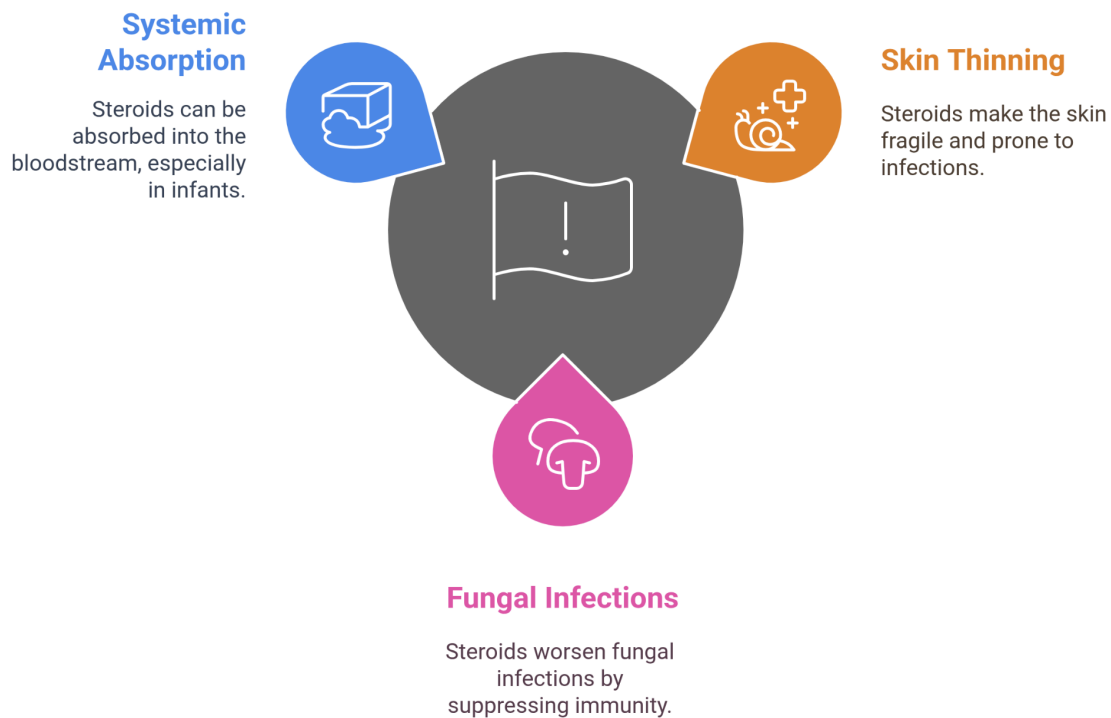 Systemic
Absorption
Steroids can be
absorbed into the
bloodstream, especially
in infants.
Skin Thinning
Steroids make the skin
fragile and prone to
infections.
!
Fungal Infections
Steroids worsen fungal
infections by
suppressing immunity.